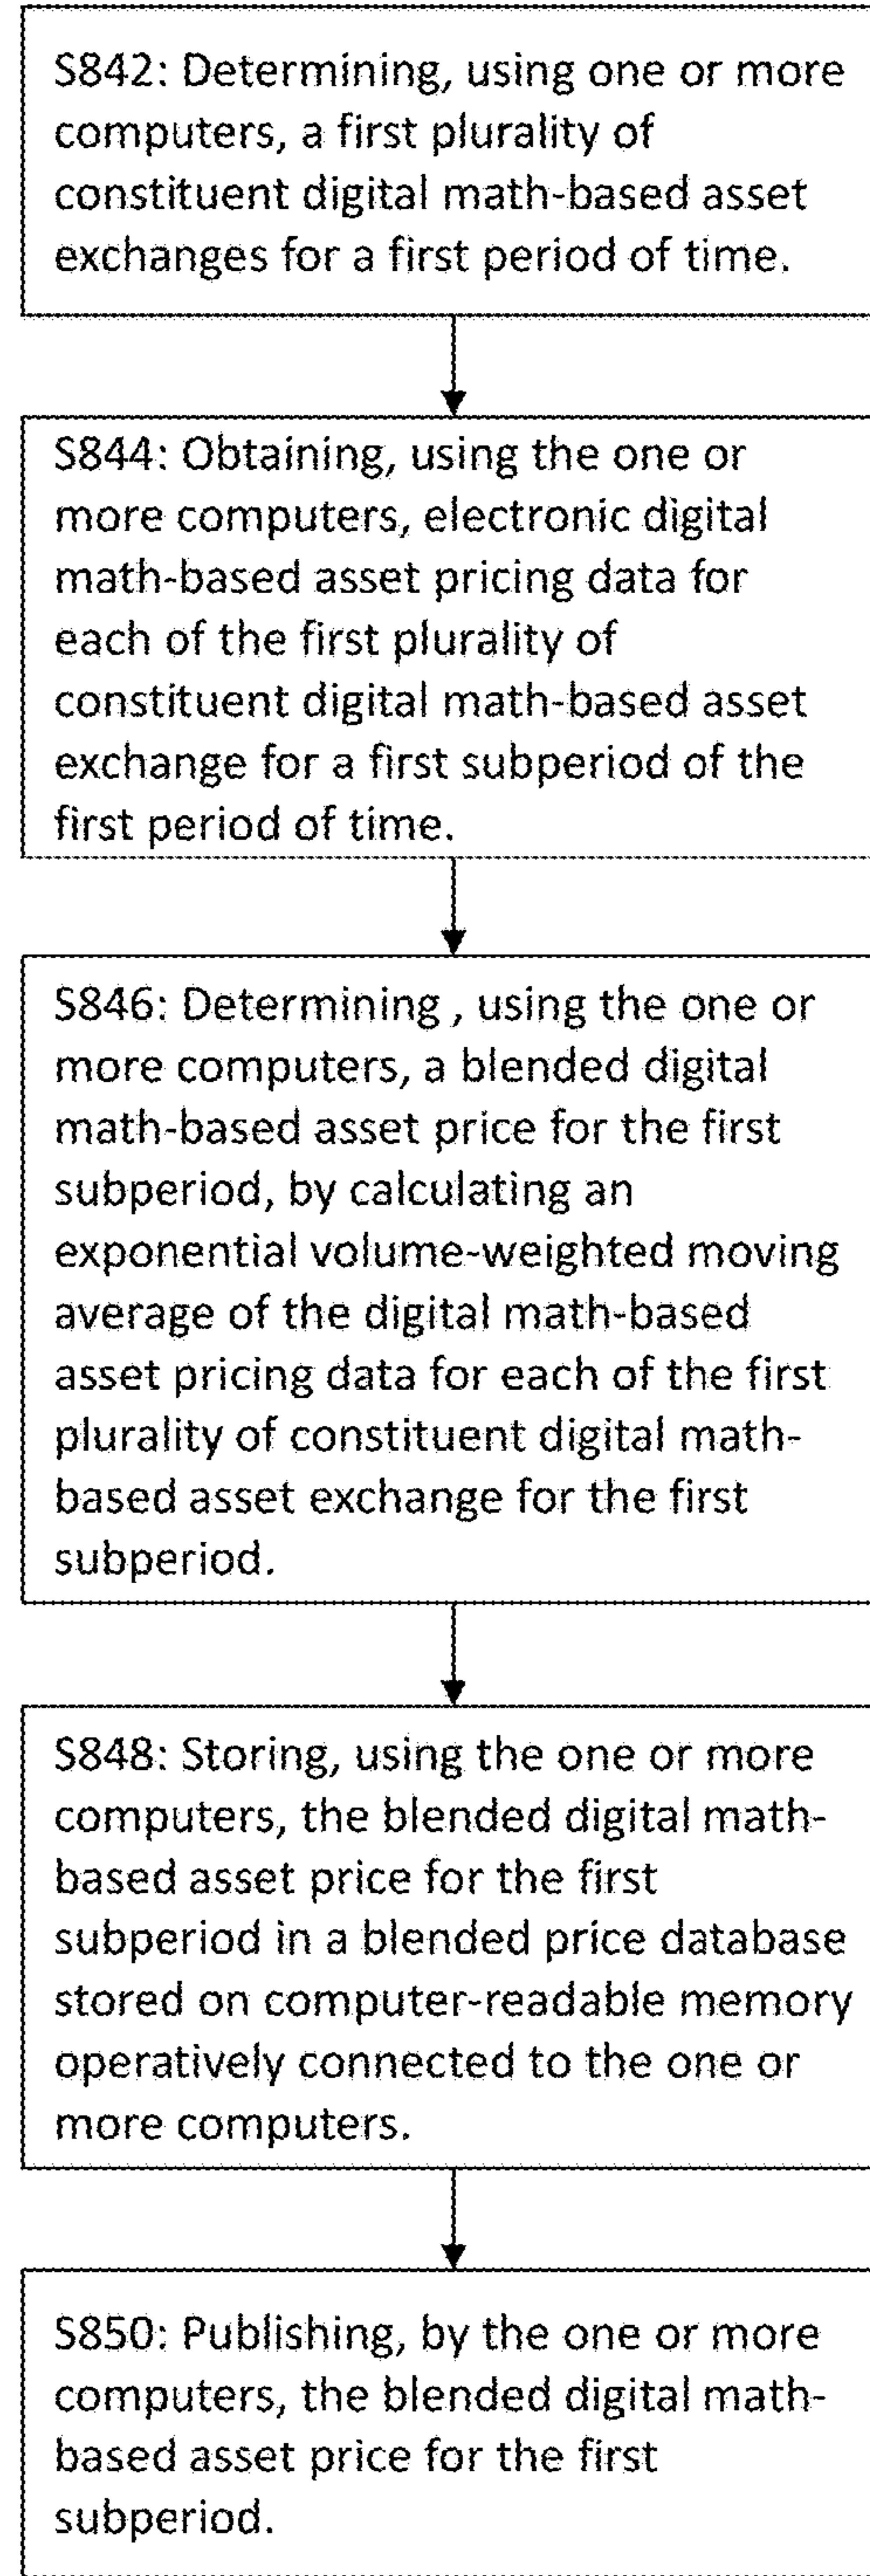 S842: Determining, using one or more
computers, a first plurality of
constituent digital math-based asset
exchanges for a first period of time.
S844: Obtaining, using the one or
more computers, electronic digital
math-based asset pricing data for
each of the first plurality of
constituent digital math-based asset
exchange for a first subperiod of the
first period of time.
S846: Determining , using the one or
more computers, a blended digital
math-based asset price for the first
subperiod, by calculating an
exponential volume-weighted moving
average of the digital math-based
asset pricing data for each of the first
plurality of constituent digital math-
based asset exchange for the first
subperiod.
S848: Storing, using the one or more
computers, the blended digital math-
based asset price for the first
subperiod in a blended price database
stored on computer-readable memory
operatively connected to the one or
more computers.
S850: Publishing, by the one or more
computers, the blended digital math-
based asset price for the first
subperiod.